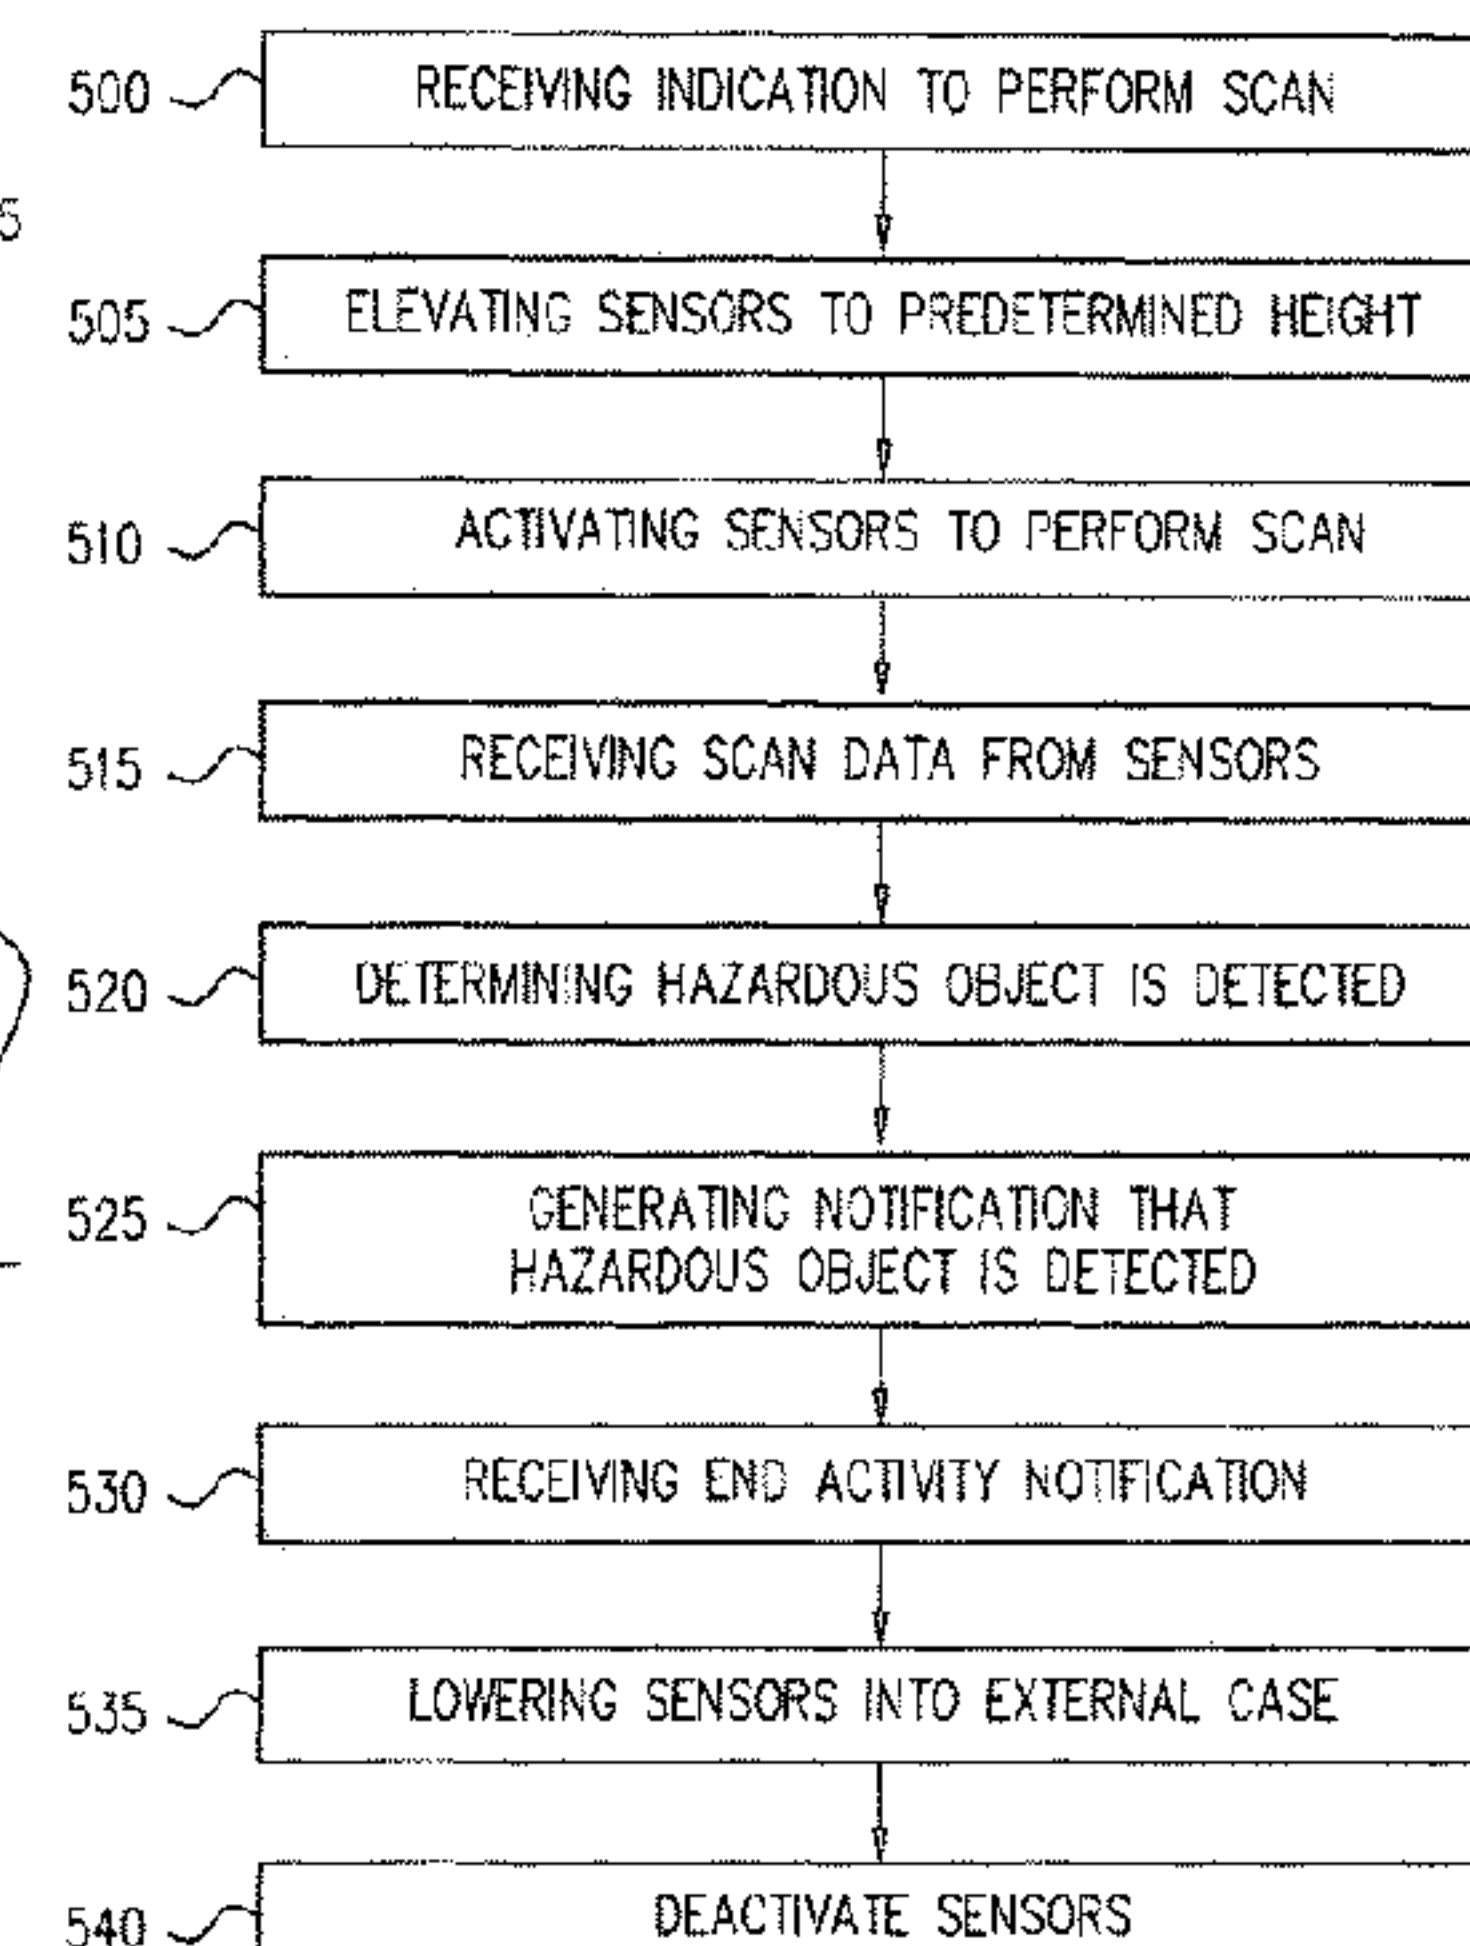 500 RECEIVING INDICATION TO PERFORM SCAN
5
505 ELEVATING SENSORS TO PREDETERMINED HEIGHT
510 ACTIVATING SENSORS TO PERFORM SCAN
515 RECEIVING SCAN DATA FROM SENSORS
520 DETERMINING HAZARDOUS OBJECT IS DETECTED
525 GENERATING NOTIFICATION THAT
HAZARDOUS OBJECT IS DETECTED
530 RECEIVING END ACTIVITY NOTIFICATION
535 LOWERING SENSORS INTO EXTERNAL CASE
540 DEACTIVATE SENSORS